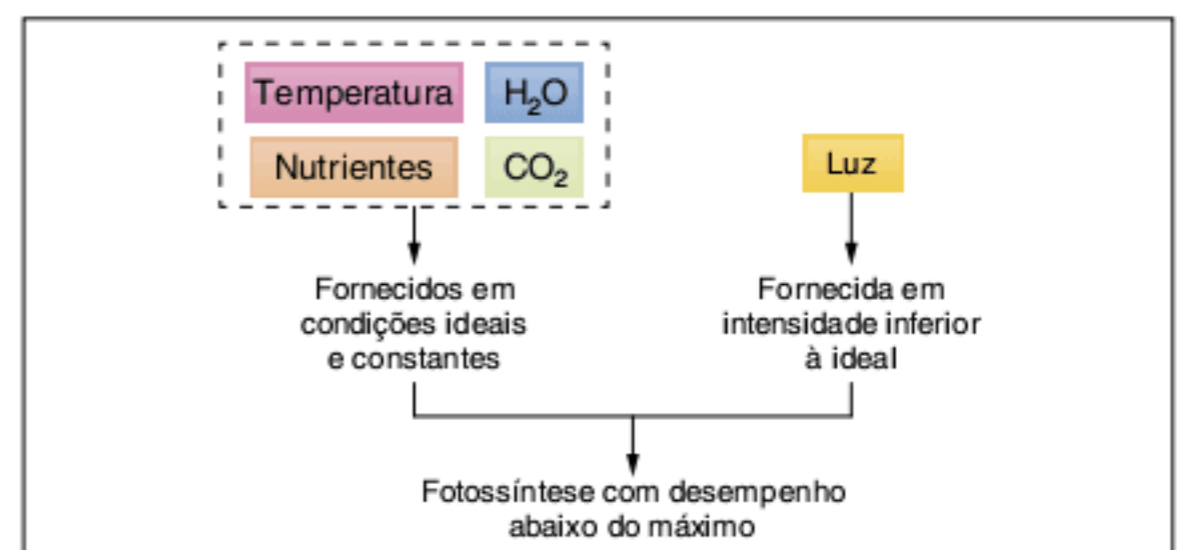 Temperatura
H₂O
Nutrientes
CO₂
Luz
Fornecidos em
condições ideais
e constantes
Fornecida em
intensidade inferior
à ideal
Fotossíntese com desempenho
abaixo do máximo